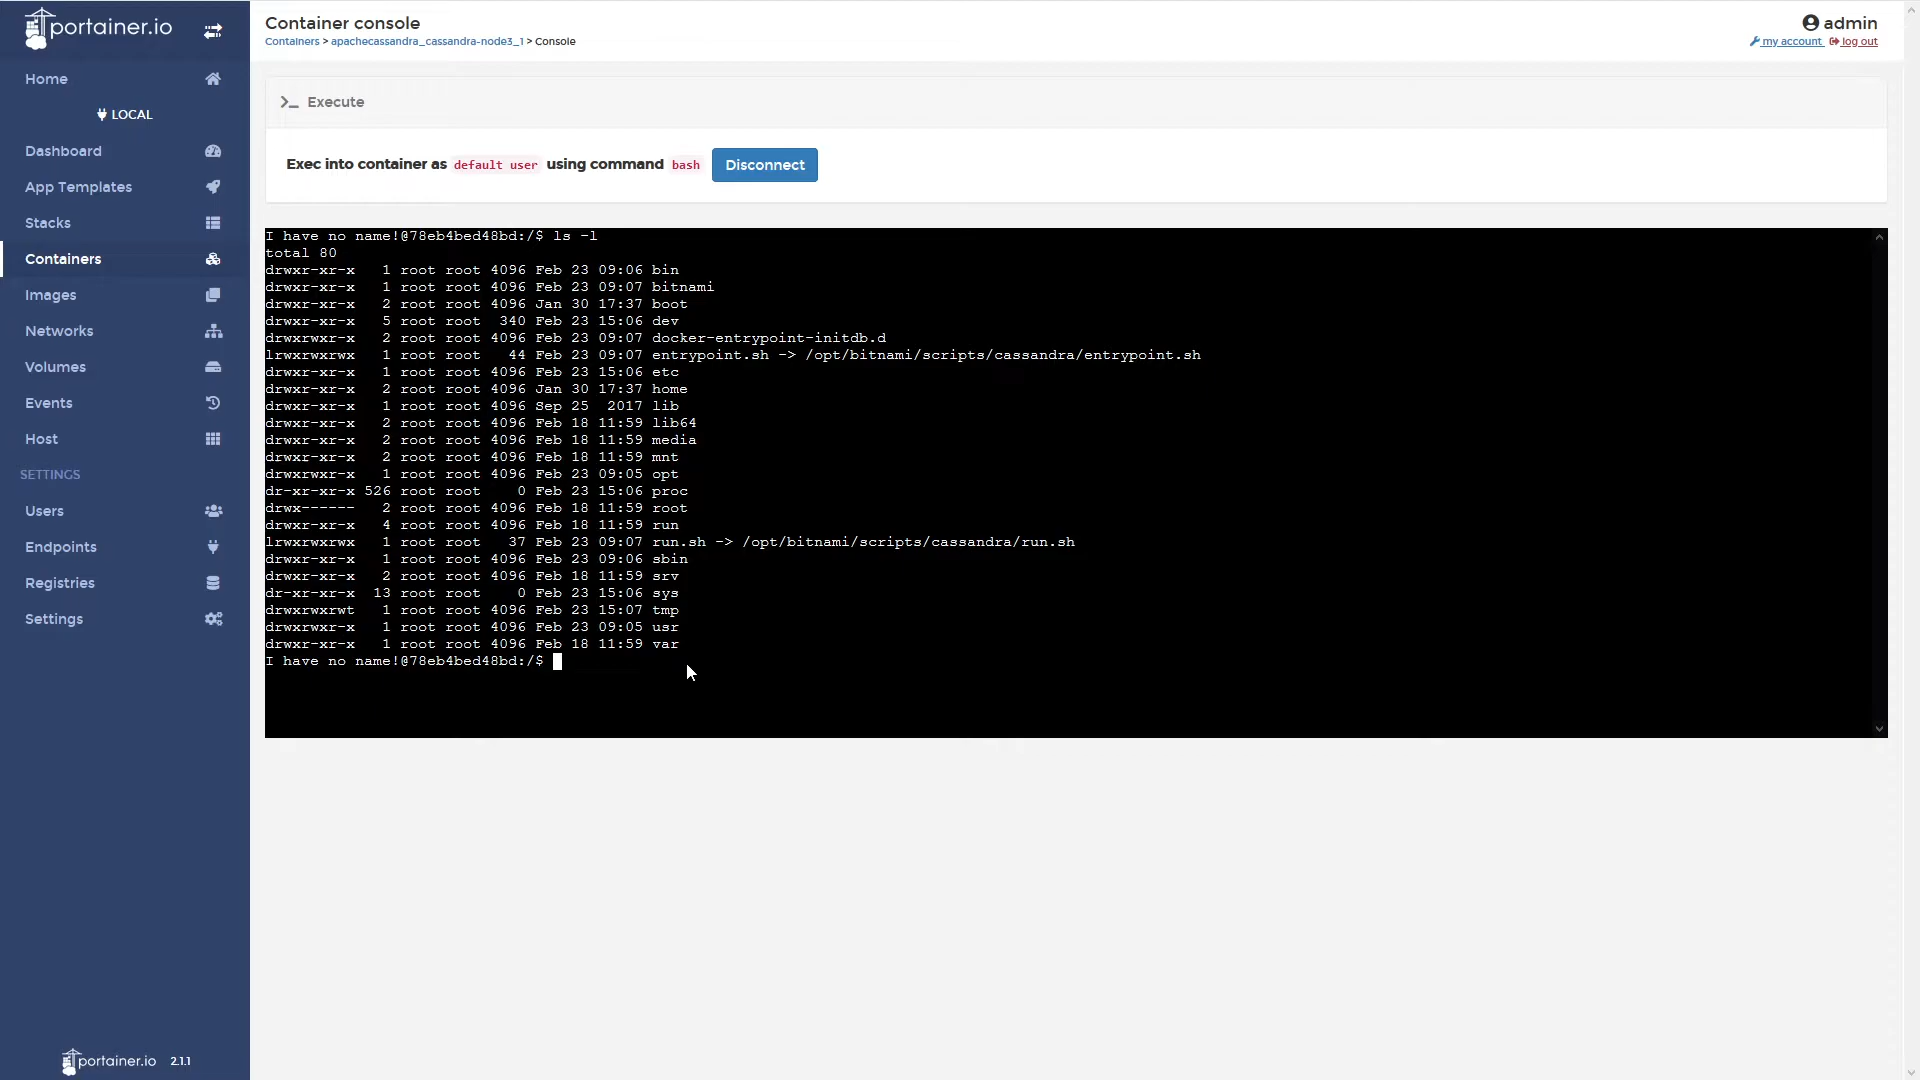 portainer.io
Home
LOCAL
Dashboard
App Templates
Stacks
Containers
Images
Networks
Volumes
Events
Host
SETTINGS
Users
Endpoints
Registries
Settings
portainer.io 2.1.1
Container console
Containers > apachecassandra_cassandra-node3_1 > Console
admin
my account log out
>_ Execute
Exec into container as default user using command bash Disconnect
I have no name!@78eb4bed48bd:/$ ls -l
total 80
drwxr-xr-x   1 root root 4096 Feb 23 09:06 bin
drwxr-xr-x   1 root root 4096 Feb 23 09:07 bitnami
drwxr-xr-x   2 root root 4096 Jan 30 17:37 boot
drwxr-xr-x   5 root root  340 Feb 23 15:06 dev
drwxrwxr-x   2 root root 4096 Feb 23 09:07 docker-entrypoint-initdb.d
lrwxrwxrwx   1 root root   44 Feb 23 09:07 entrypoint.sh -> /opt/bitnami/scripts/cassandra/entrypoint.sh
drwxr-xr-x   1 root root 4096 Feb 23 15:06 etc
drwxr-xr-x   2 root root 4096 Jan 30 17:37 home
drwxr-xr-x   1 root root 4096 Sep 25  2017 lib
drwxr-xr-x   2 root root 4096 Feb 18 11:59 lib64
drwxr-xr-x   2 root root 4096 Feb 18 11:59 media
drwxr-xr-x   2 root root 4096 Feb 18 11:59 mnt
drwxrwxr-x   1 root root 4096 Feb 23 09:05 opt
dr-xr-xr-x 526 root root    0 Feb 23 15:06 proc
drwx------   2 root root 4096 Feb 18 11:59 root
drwxr-xr-x   4 root root 4096 Feb 18 11:59 run
lrwxrwxrwx   1 root root   37 Feb 23 09:07 run.sh -> /opt/bitnami/scripts/cassandra/run.sh
drwxr-xr-x   1 root root 4096 Feb 23 09:06 sbin
drwxr-xr-x   2 root root 4096 Feb 18 11:59 srv
dr-xr-xr-x  13 root root    0 Feb 23 15:06 sys
drwxrwxrwt   1 root root 4096 Feb 23 15:07 tmp
drwxrwxr-x   1 root root 4096 Feb 23 09:05 usr
drwxr-xr-x   1 root root 4096 Feb 18 11:59 var
I have no name!@78eb4bed48bd:/$